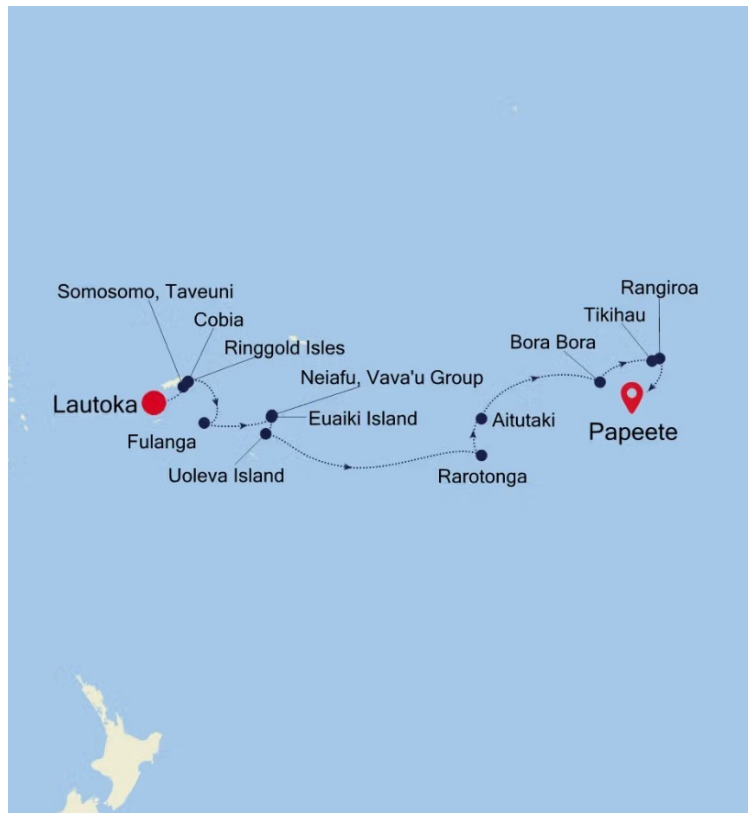 Rangiroa
Somosomo, Taveuni
Tikihau
Cobia
Bora Bora
Ringgold Isles
Neiafu, Vava'u Group
Lautoka
Euaiki Island
Aitutaki
Papeete
Fulanga
Uoleva Island
Rarotonga